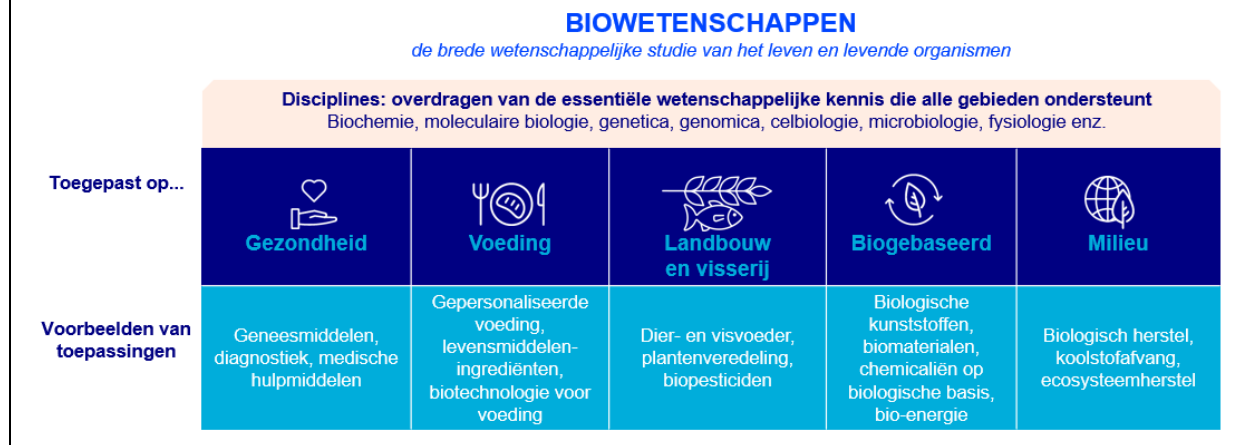 BIOWETENSCHAPPEN
de brede wetenschappelijke studie van het leven en levende organismen
Disciplines: overdragen van de essentiële wetenschappelijke kennis die alle gebieden ondersteunt
Biochemie, moleculaire biologie, genetica, genomica, celbiologie, microbiologie, fysiologie enz.
Toegepast op...
Gezondheid
Voeding
Landbouw
en visserij
Biogebaseerd
Milieu
Voorbeelden van
toepassingen
Geneesmiddelen,
diagnostiek, medische
hulpmiddelen
Gepersonaliseerde
voeding,
levensmiddelen-
ingrediënten,
biotechnologie voor
voeding
Dier- en visvoeder,
plantenveredeling,
biopesticiden
Biologische
kunststoffen,
biomaterialen,
chemicaliën op
biologische basis,
bio-energie
Biologisch herstel,
koolstofafvang,
ecosysteemherstel